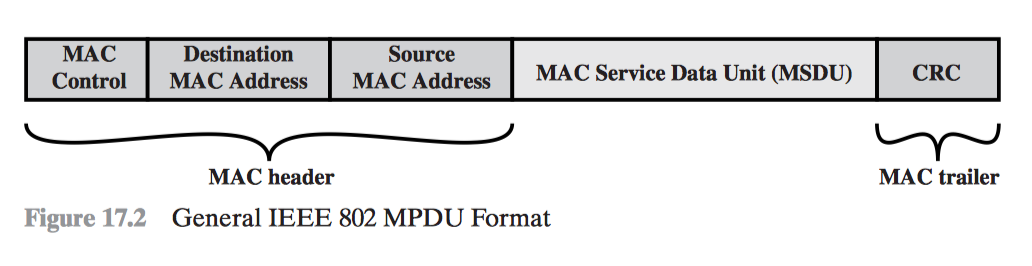 MAC
Control
Destination
MAC Address
Source
MAC Address
MAC Service Data Unit (MSDU)
CRC
MAC header
MAC trailer
Figure 17.2 General IEEE 802 MPDU Format